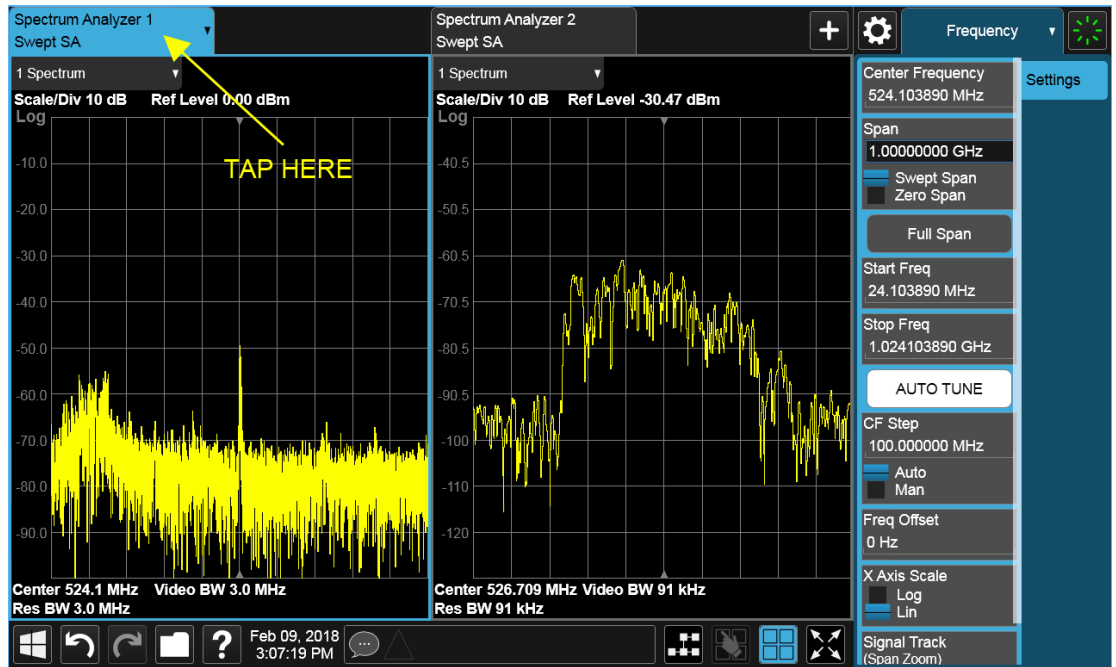 Spectrum Analyzer 1
Swept SA
Spectrum Analyzer 2
Swept SA
Frequency
1 Spectrum
Scale/Div 10 dB Ref Level 0.00 dBm
Log
-10.0
-20.0
-30.0
-40.0
-50.0
-60.0
-70.0
-80.0
-90.0
TAP HERE
Center 524.1 MHz Video BW 3.0 MHz
Res BW 3.0 MHz
1 Spectrum
Scale/Div 10 dB Ref Level -30.47 dBm
Log
-40.5
-50.5
-60.5
-70.5
-80.5
-90.5
-100
-110
-120
Center 526.709 MHz Video BW 91 kHz
Res BW 91 kHz
Center Frequency
524.103890 MHz
Span
1.00000000 GHz
Swept Span
Zero Span
Full Span
Start Freq
24.103890 MHz
Stop Freq
1.024103890 GHz
AUTO TUNE
CF Step
100.000000 MHz
Auto
Man
Freq Offset
0 Hz
X Axis Scale
Log
Lin
Signal Track
(Span Zoom)
Settings
?
Feb 09, 2018
3:07:19 PM